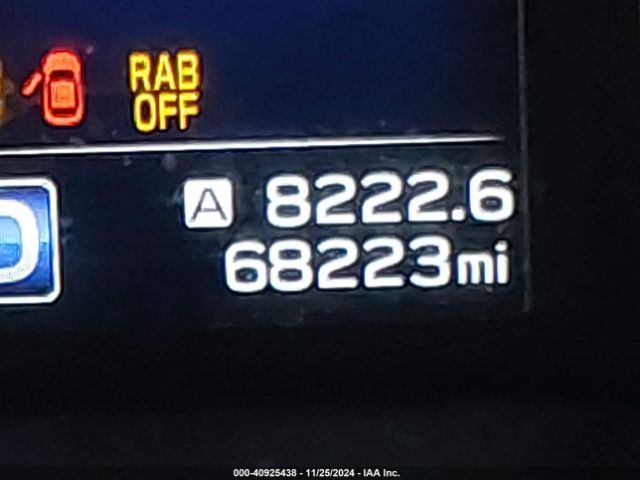 RAB
OFF
A 8222.6
68223mi
000-40925438 - 11/25/2024 - IAA Inc.